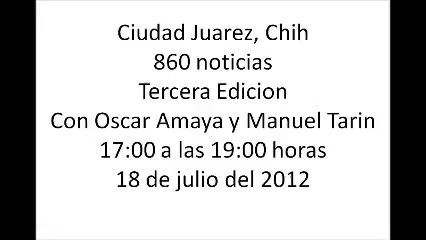 Ciudad Juarez, Chih
860 noticias
Tercera Edicion
Con Oscar Amaya y Manuel Tarin
17:00 a las 19:00 horas
18 de julio del 2012